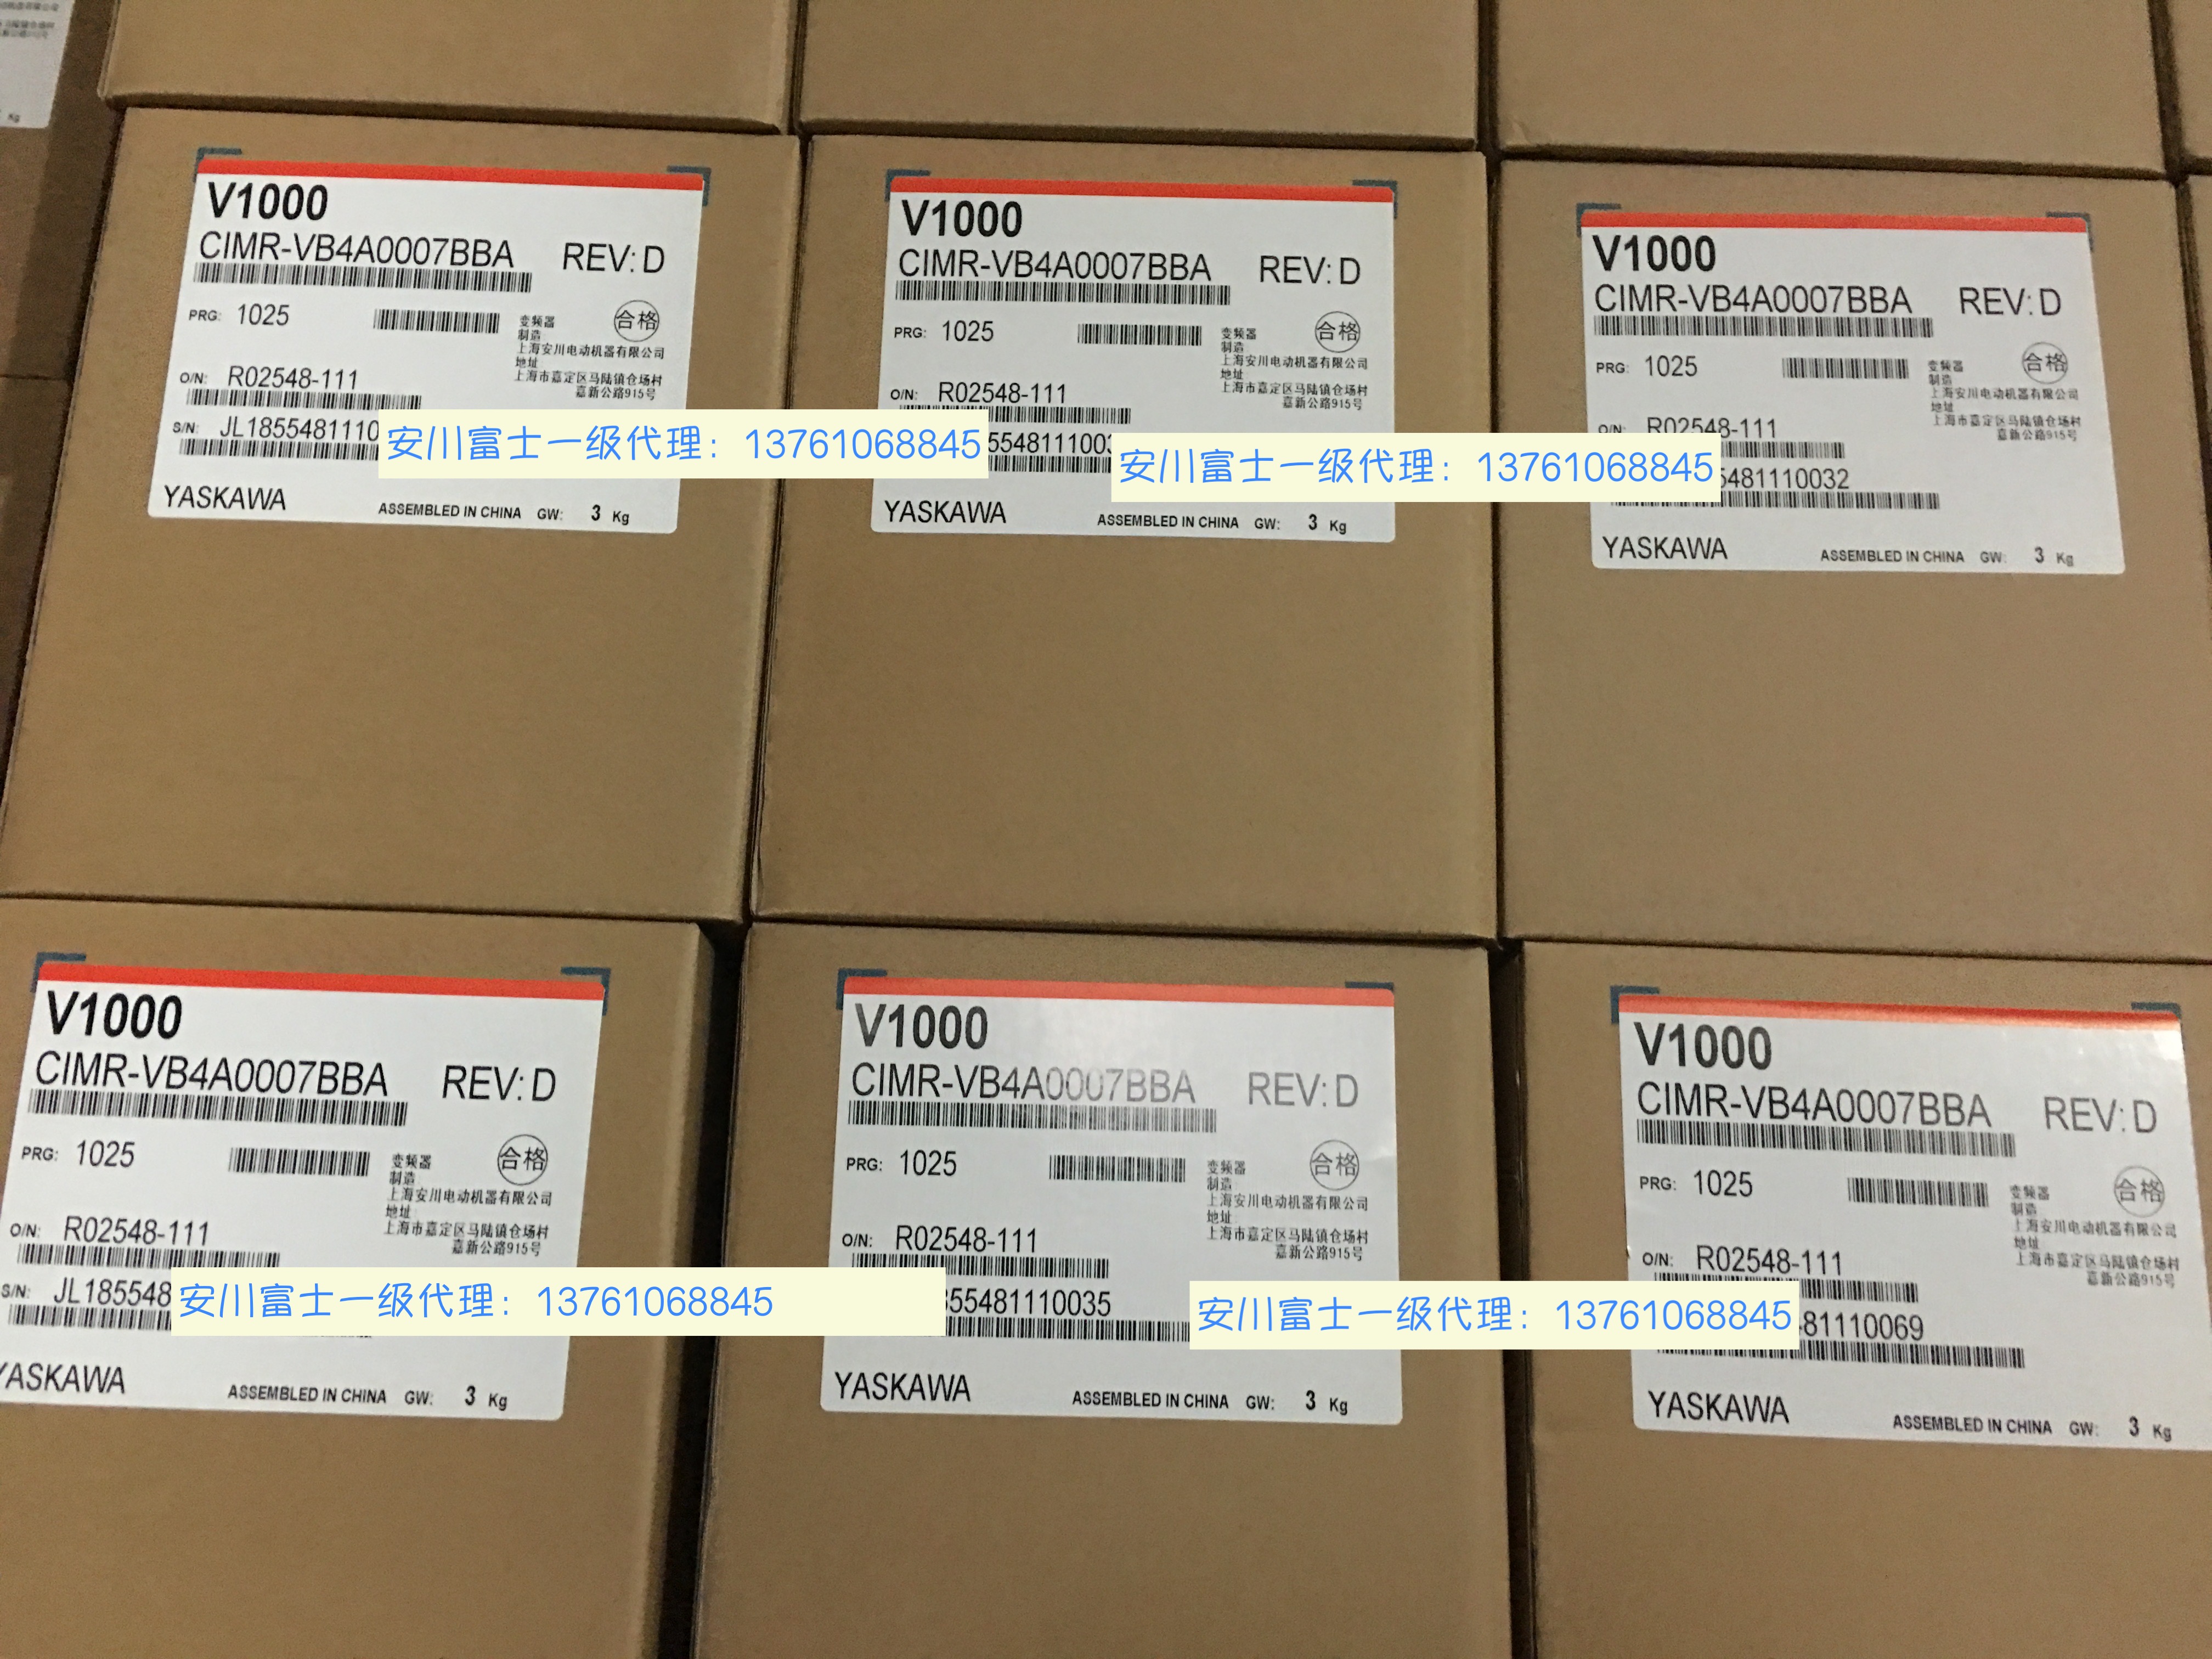 V1000
CIMR-VB4A0007BBA REV: D
PRG: 1025
合格
变频器
制造
上海安川电动机器有限公司
地址
上海市嘉定区马陆镇仓场村
嘉新公路915号
O/N: R02548-111
S/N: JL1855481110
安川富士一级代理：13761068845
YASKAWA ASSEMBLED IN CHINA GW: 3 Kg
V1000
CIMR-VB4A0007BBA REV: D
PRG: 1025
合格
变频器
制造
上海安川电动机器有限公司
地址
上海市嘉定区马陆镇仓场村
嘉新公路915号
O/N: R02548-111
5548111003
安川富士一级代理：13761068845
YASKAWA ASSEMBLED IN CHINA GW: 3 Kg
V1000
CIMR-VB4A0007BBA REV: D
PRG: 1025
合格
变频器
制造
上海安川电动机器有限公司
地址
上海市嘉定区马陆镇仓场村
嘉新公路915号
O/N: R02548-111
5481110032
YASKAWA ASSEMBLED IN CHINA GW: 3 Kg
V1000
CIMR-VB4A0007BBA REV: D
PRG: 1025
合格
变频器
制造
上海安川电动机器有限公司
地址
上海市嘉定区马陆镇仓场村
嘉新公路915号
O/N: R02548-111
S/N: JL185548
安川富士一级代理：13761068845
YASKAWA ASSEMBLED IN CHINA GW: 3 Kg
V1000
CIMR-VB4A0007BBA REV: D
PRG: 1025
合格
变频器
制造
上海安川电动机器有限公司
地址
上海市嘉定区马陆镇仓场村
嘉新公路915号
O/N: R02548-111
55481110035
安川富士一级代理：13761068845
YASKAWA ASSEMBLED IN CHINA GW: 3 Kg
V1000
CIMR-VB4A0007BBA REV: D
PRG: 1025
合格
变频器
制造
上海安川电动机器有限公司
地址
上海市嘉定区马陆镇仓场村
嘉新公路915号
O/N: R02548-111
81110069
YASKAWA ASSEMBLED IN CHINA GW: 3 Kg